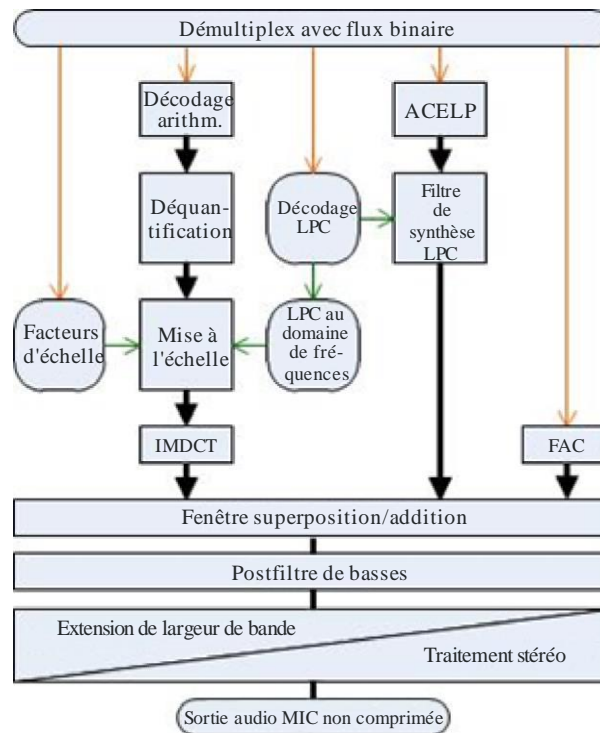 Démultiplex avec flux binaire
Décodage
arithm.
ACELP
Déquan-
tification
Décodage
LPC
Filtre
de
synthèse
LPC
Facteurs
d'échelle
Mise à
l'échelle
LPC au
domaine
de fré-
quences
IMDCT
FAC
Fenêtre superposition/addition
Postfiltre de basses
Extension de largeur de bande
Traitement stéréo
Sortie audio MIC non comprimée